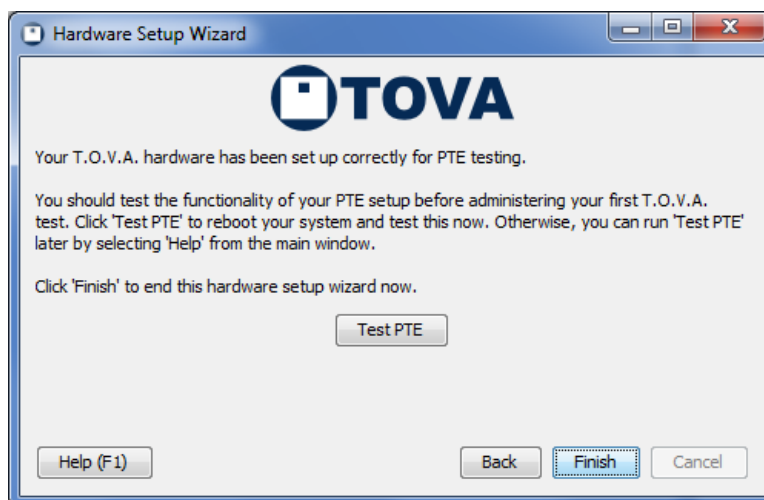 Hardware Setup Wizard
TOVA
Your T.O.V.A. hardware has been set up correctly for PTE testing.
You should test the functionality of your PTE setup before administering your first T.O.V.A.
test. Click 'Test PTE' to reboot your system and test this now. Otherwise, you can run 'Test PTE'
later by selecting 'Help' from the main window.
Click 'Finish' to end this hardware setup wizard now.
Test PTE
Help (F1)
Back
Finish
Cancel